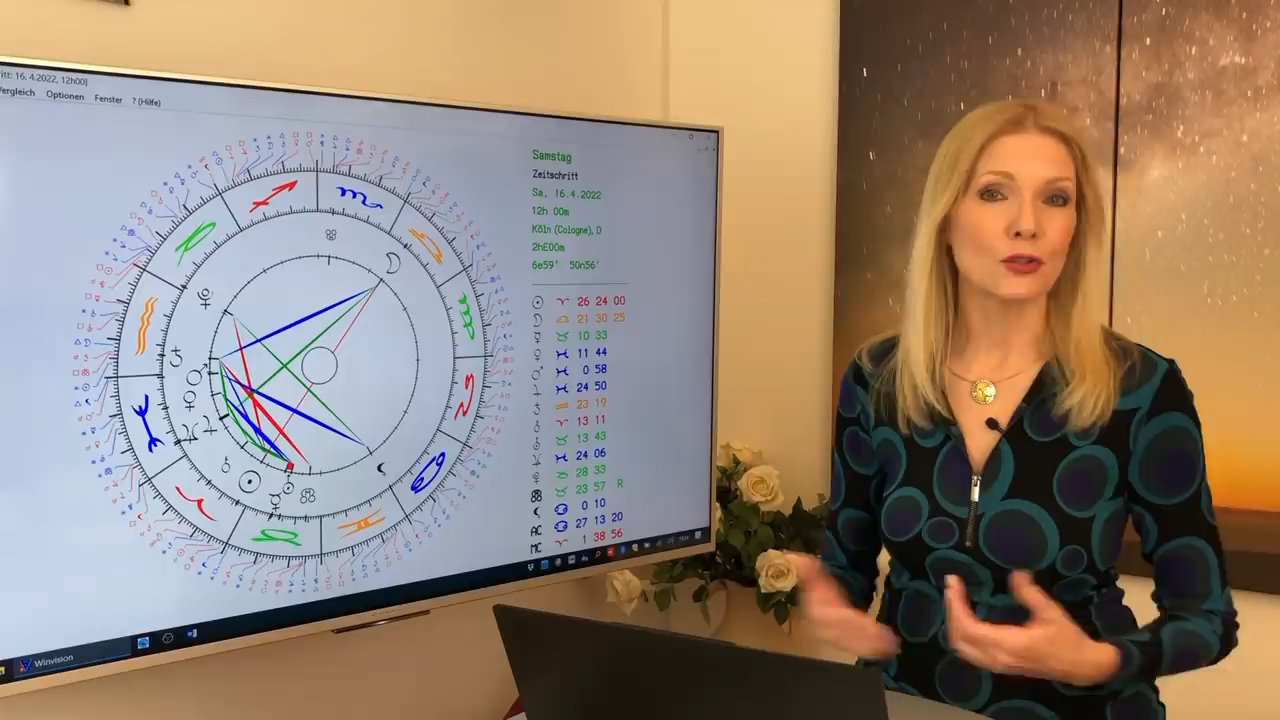 ritt: 16.4.2022, 12h00]
Vergleich Optionen Fenster ? (Hilfe)
Samstag
Zeitschritt
Sa, 16.4.2022
12h 00m
Köln (Cologne), D
2hE00m
6e59' 50n56'
26 24 00
21 30 25
10 33
11 44
0 58
24 50
23 19
13 11
13 43
24 06
28 33
23 57 R
0 10
AC 27 13 20
MC 1 38 56
Winvision